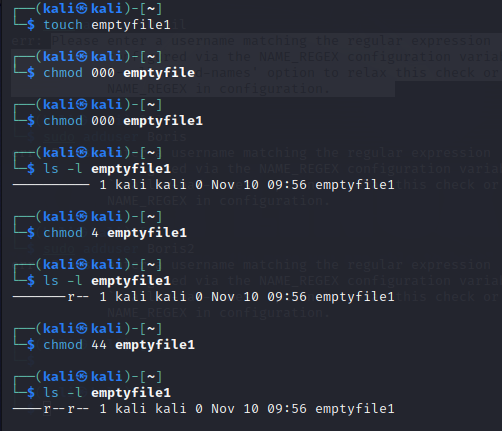 ┌──(kali㉿kali)-[~]
└─$ touch emptyfile1
┌──(kali㉿kali)-[~]
└─$ chmod 000 emptyfile
┌──(kali㉿kali)-[~]
└─$ chmod 000 emptyfile1
┌──(kali㉿kali)-[~]
└─$ ls -l emptyfile1
---------- 1 kali kali 0 Nov 10 09:56 emptyfile1
┌──(kali㉿kali)-[~]
└─$ chmod 4 emptyfile1
┌──(kali㉿kali)-[~]
└─$ ls -l emptyfile1
-------r-- 1 kali kali 0 Nov 10 09:56 emptyfile1
┌──(kali㉿kali)-[~]
└─$ chmod 44 emptyfile1
┌──(kali㉿kali)-[~]
└─$ ls -l emptyfile1
----r--r-- 1 kali kali 0 Nov 10 09:56 emptyfile1